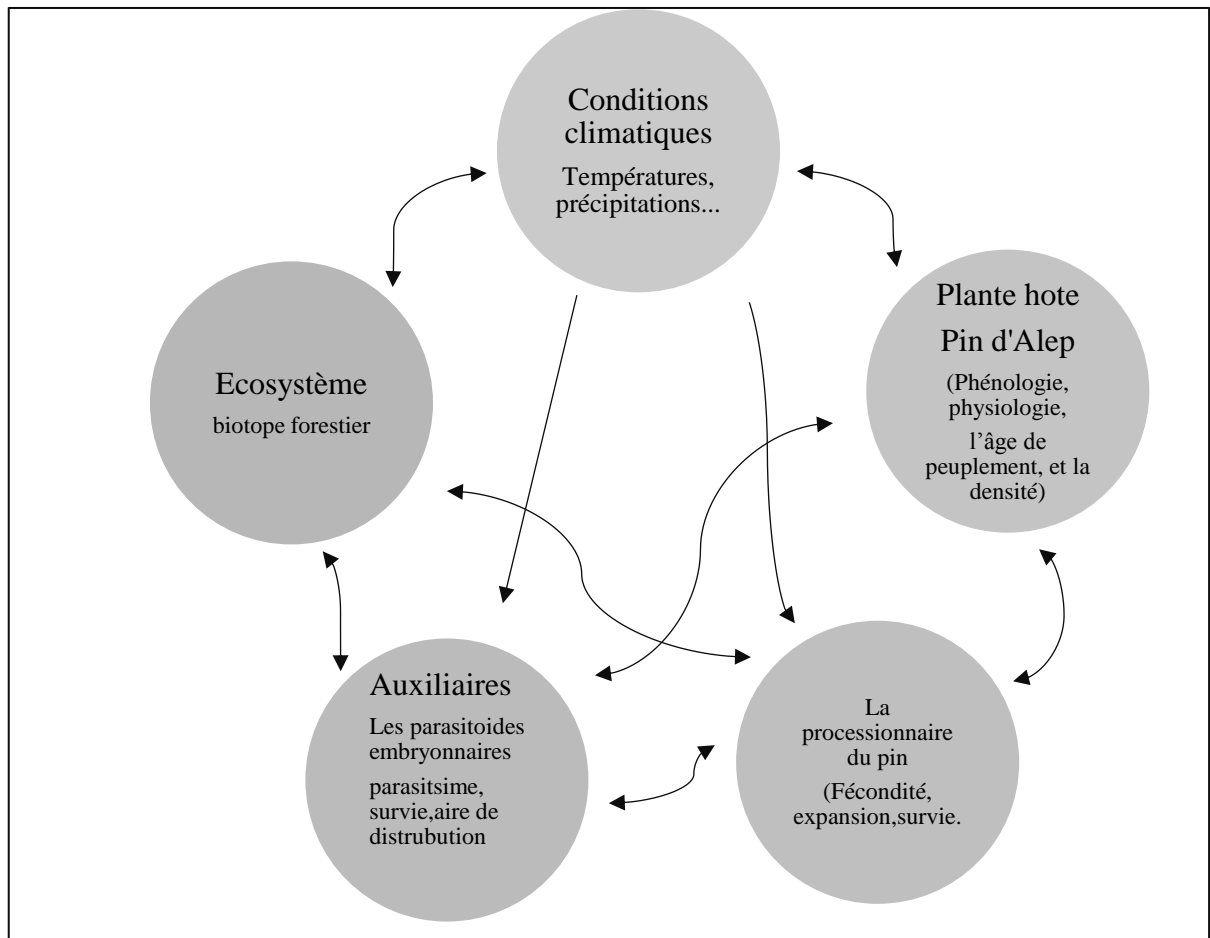 Conditions
climatiques
Températures,
précipitations...
Plante hote
Pin d'Alep
(Phénologie,
physiologie,
l’âge de
peuplement, et la
densité)
Ecosystème
biotope forestier
Auxiliaires
Les parasitoides
embryonnaires
parasitsime,
survie,aire de
distrubution
La
processionnaire
du pin
(Fécondité,
expansion,survie.